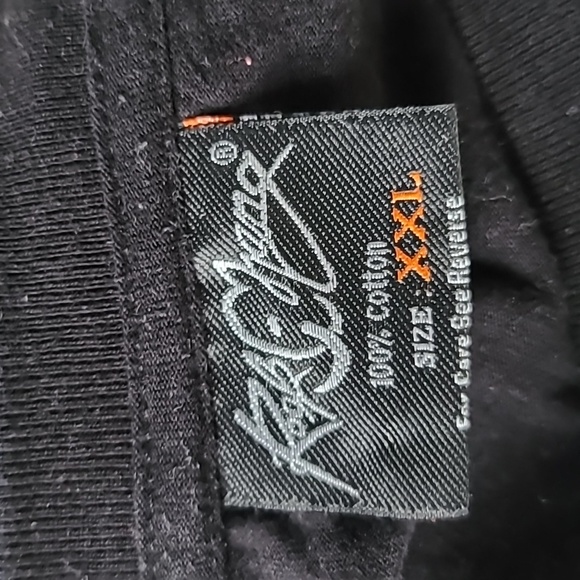 ®
100% Cotton
SIZE : XXL
For Care See Reverse